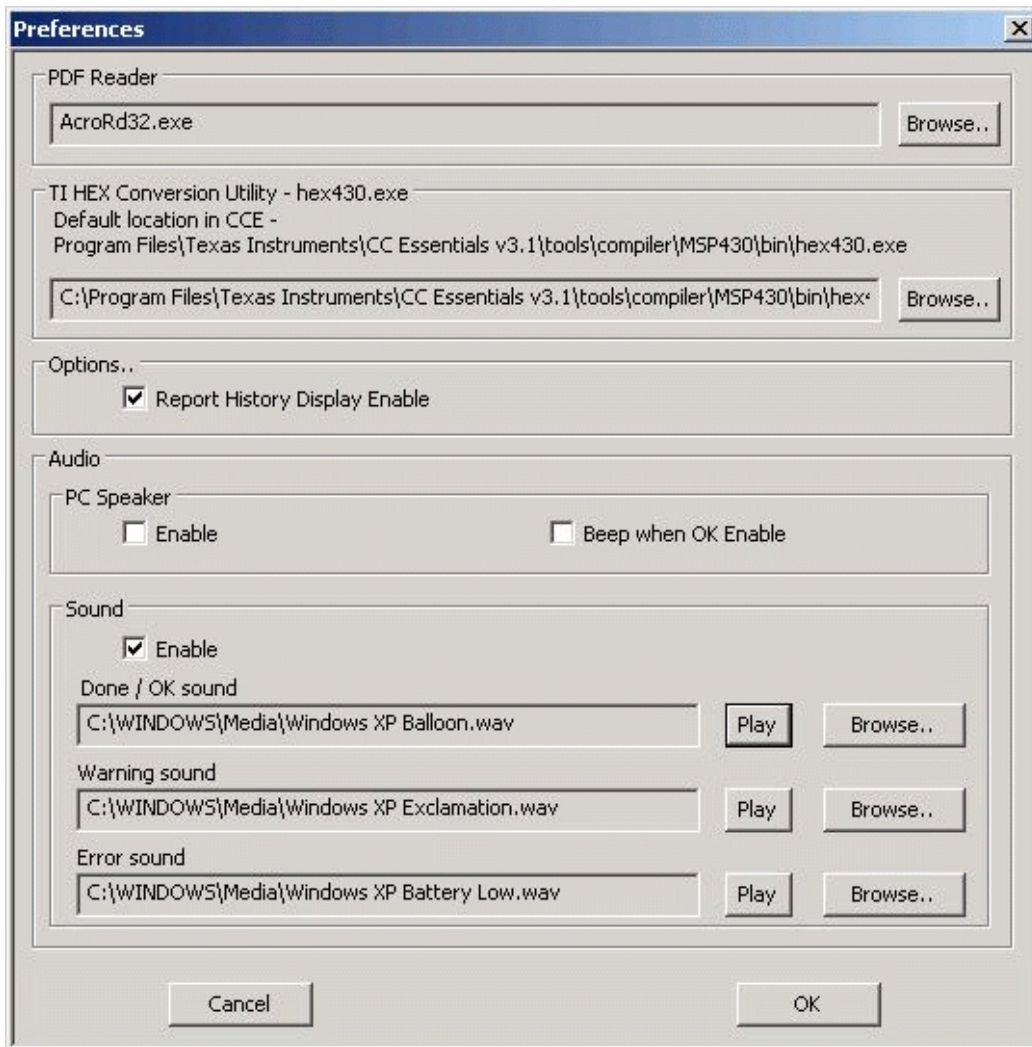 Preferences
PDF Reader
AcroRd32.exe
Browse..
TI HEX Conversion Utility - hex430.exe
Default location in CCE -
Program Files\Texas Instruments\CC Essentials v3.1\tools\compiler\MSP430\bin\hex430.exe
C:\Program Files\Texas Instruments\CC Essentials v3.1\tools\compiler\MSP430\bin\hex4
Browse..
Options..
Report History Display Enable
Audio
PC Speaker
Enable
Beep when OK Enable
Sound
Enable
Done / OK sound
C:\WINDOWS\Media\Windows XP Balloon.wav
Play
Browse..
Warning sound
C:\WINDOWS\Media\Windows XP Exclamation.wav
Play
Browse..
Error sound
C:\WINDOWS\Media\Windows XP Battery Low.wav
Play
Browse..
Cancel
OK